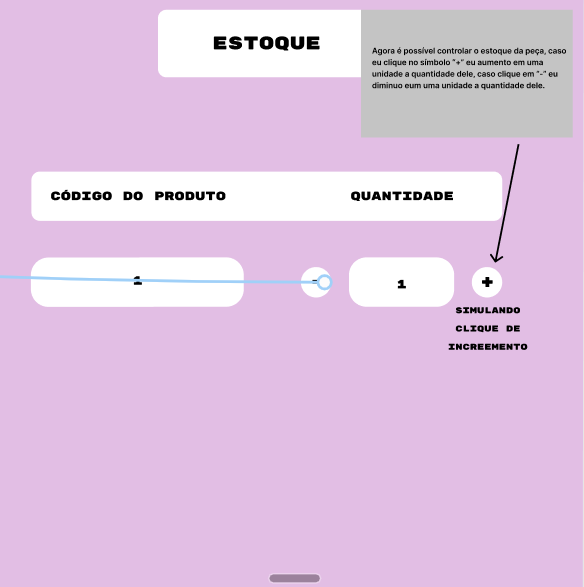 ESTOQUE
Agora é possível controlar o estoque da peça, caso
eu clique no símbolo "+" eu aumento em uma
unidade a quantidade dele, caso clique em "-" eu
diminuo eum uma unidade a quantidade dele.
CÓDIGO DO PRODUTO QUANTIDADE
1 - 1 +
SIMULANDO
CLIQUE DE
INCREEMENTO